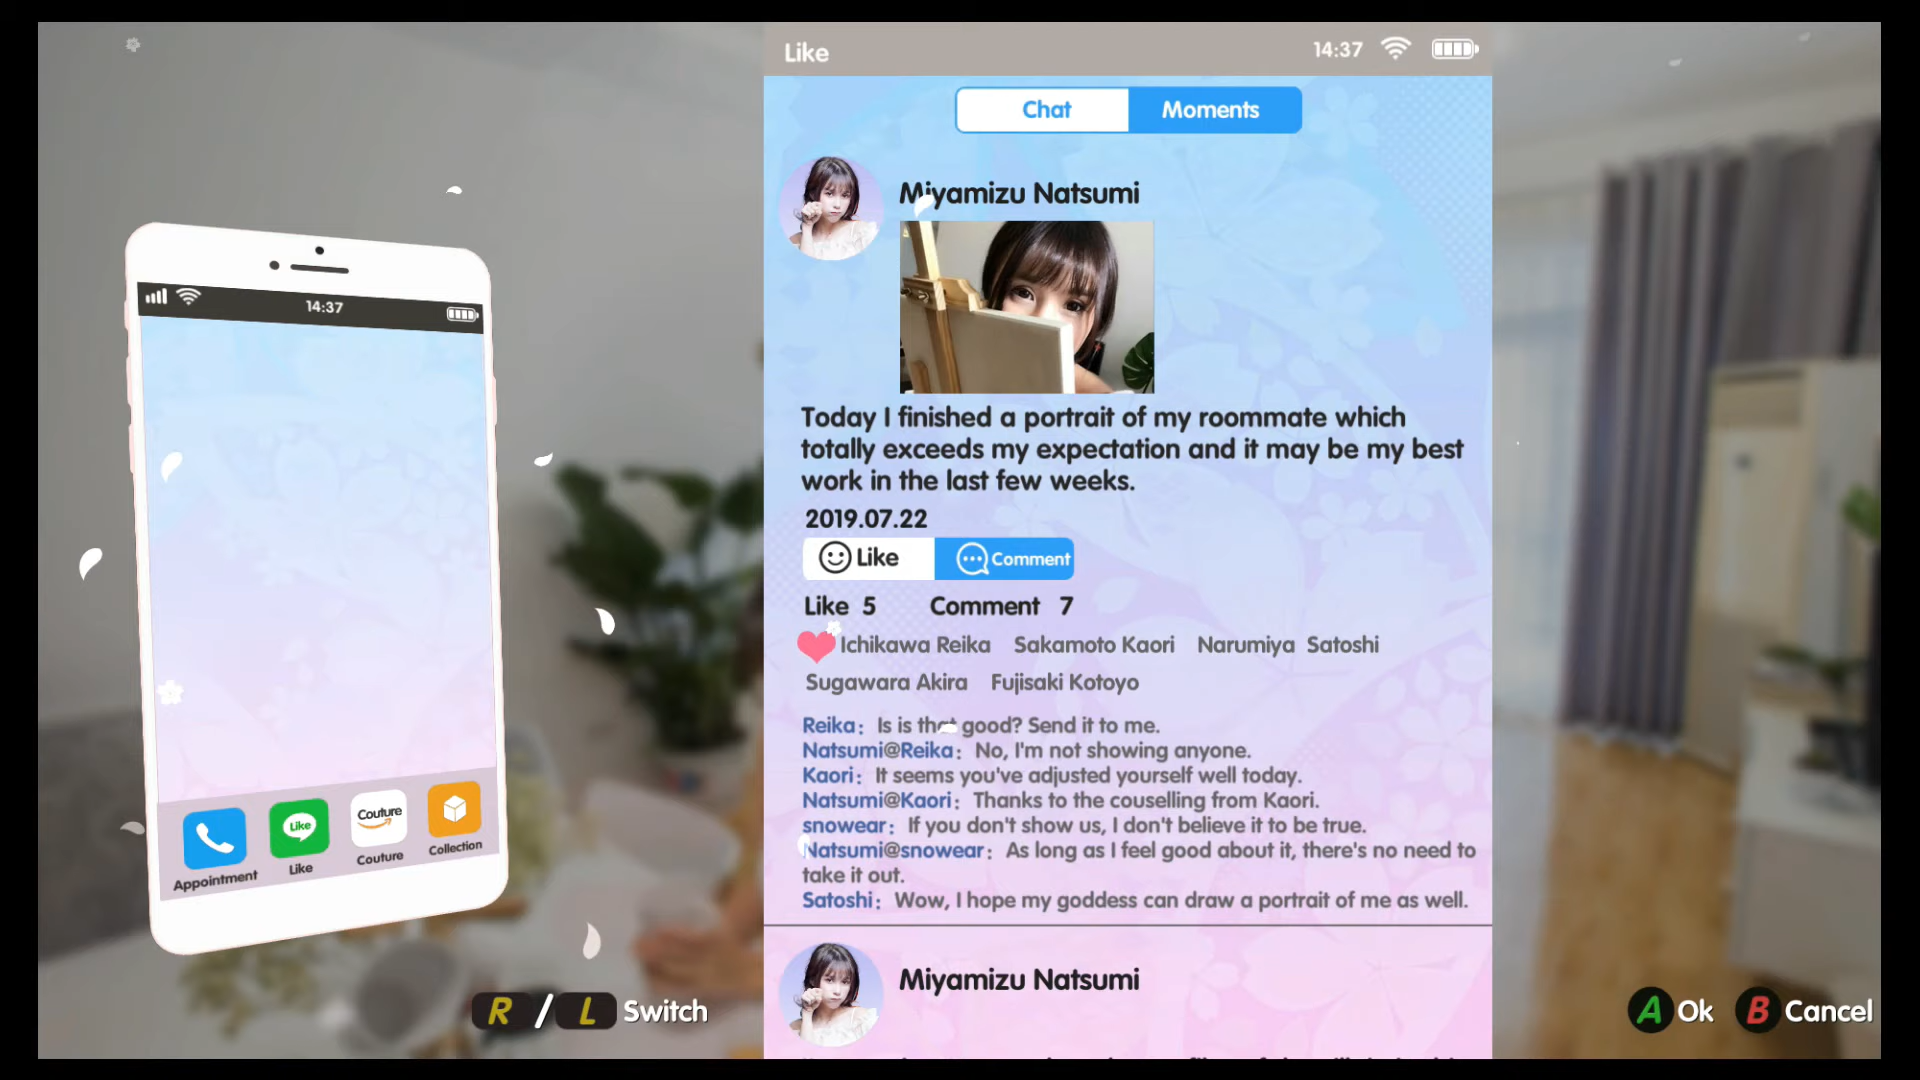 Like 14:37
Chat Moments
Miyamizu Natsumi
Today I finished a portrait of my roommate which
totally exceeds my expectation and it may be my best
work in the last few weeks.
2019.07.22
Like Comment
Like 5 Comment 7
Ichikawa Reika Sakamoto Kaori Narumiya Satoshi
Sugawara Akira Fujisaki Kotoyo
Reika: Is is that good? Send it to me.
Natsumi@Reika: No, I'm not showing anyone.
Kaori: It seems you've adjusted yourself well today.
Natsumi@Kaori: Thanks to the couselling from Kaori.
snowear: If you don't show us, I don't believe it to be true.
Natsumi@snowear: As long as I feel good about it, there's no need to
take it out.
Satoshi: Wow, I hope my goddess can draw a portrait of me as well.
Miyamizu Natsumi
14:37
Like
Couture
Appointment Like Couture Collection
R / L Switch
A Ok B Cancel